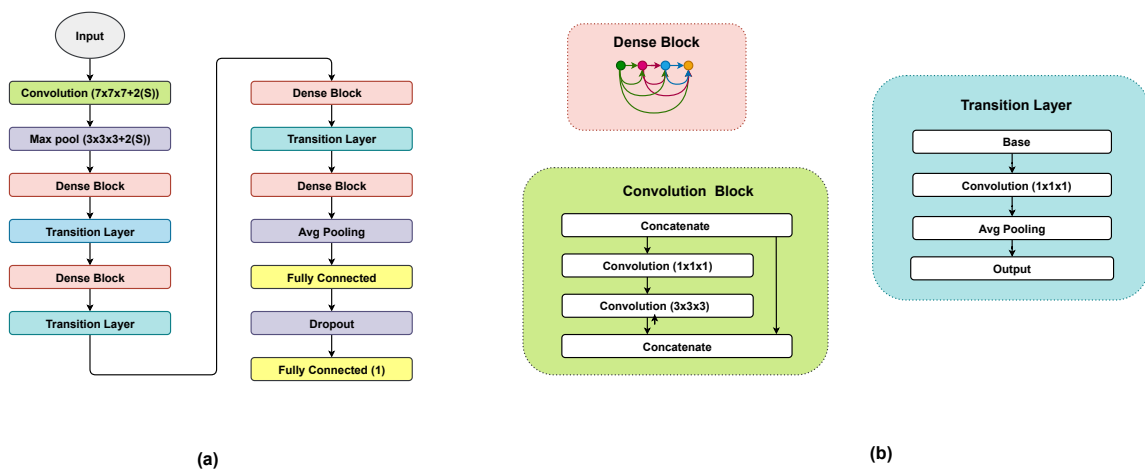 Input
Convolution (7x7x7+2(S))
Max pool (3x3x3+2(S))
Dense Block
Transition Layer
Dense Block
Transition Layer
Dense Block
Transition Layer
Dense Block
Avg Pooling
Fully Connected
Dropout
Fully Connected (1)
(a)
Dense Block
Convolution Block
Concatenate
Convolution (1x1x1)
Convolution (3x3x3)
Concatenate
Transition Layer
Base
Convolution (1x1x1)
Avg Pooling
Output
(b)